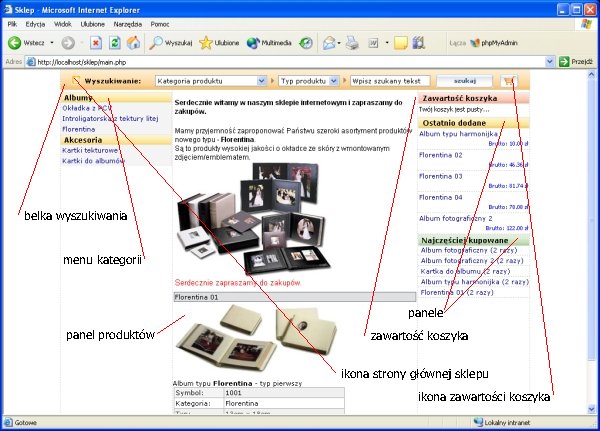 Sklep - Microsoft Internet Explorer
Plik Edycja Widok Ulubione Narzędzia Pomoc
Wstecz Wyszukaj Ulubione Multimedia Łącza phpMyAdmin
Adres http://localhost/sklep/main.php Przejdź
Wyszukiwanie: Kategoria produktu Typ produktu Wpisz szukany tekst szukaj
Albumy
Okładka z PCV
Introligatorska z tektury litej
Florentina
Akcesoria
Kartki tekturowe
Kartki do albumów
belka wyszukiwania
menu kategorii
panel produktów
Serdecznie witamy w naszym sklepie internetowym i zapraszamy do
zakupów.
Mamy przyjemność zaproponować Państwu szeroki asortyment produktów
nowego typu - Florentina.
Są to produkty wysokiej jakości o okładce ze skóry z wmontowanym
zdjęciem/emblematem.
Serdecznie zapraszamy do zakupów.
Florentina 01
Album typu Florentina - typ pierwszy
Symbol: 1001
Kategoria: Florentina
Typu: 13cm x 18cm
Zawartość koszyka
Twój koszyk jest pusty...
Ostatnio dodane
Album typu harmonijka
Brutto: 10.00 zł
Florentina 02
Brutto: 46.36 zł
Florentina 03
Brutto: 81.74 zł
Florentina 04
Brutto: 78.08 zł
Album fotograficzny 2
Brutto: 122.00 zł
Najczęściej kupowane
Album fotograficzny (2 razy)
Album fotograficzny 2 (2 razy)
Kartka do albumu (2 razy)
Album typu harmonijka (2 razy)
Florentina 01 (2 razy)
panele
zawartość koszyka
ikona strony głównej sklepu
ikona zawartości koszyka
Gotowe
Lokalny intranet